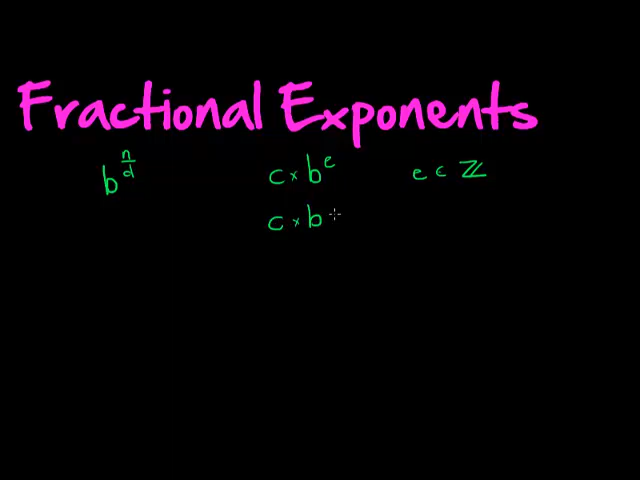 Fractional Exponents
b^(n/d) c × b^e e ∈ ℤ
c × b